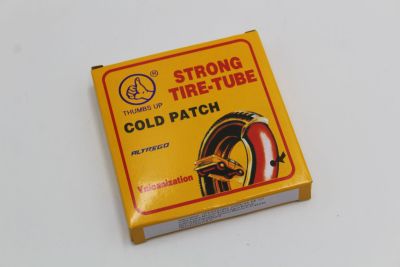 STRONG
TIRE-TUBE
®
THUMBS UP
COLD PATCH
ALTREGO
Vulcanization